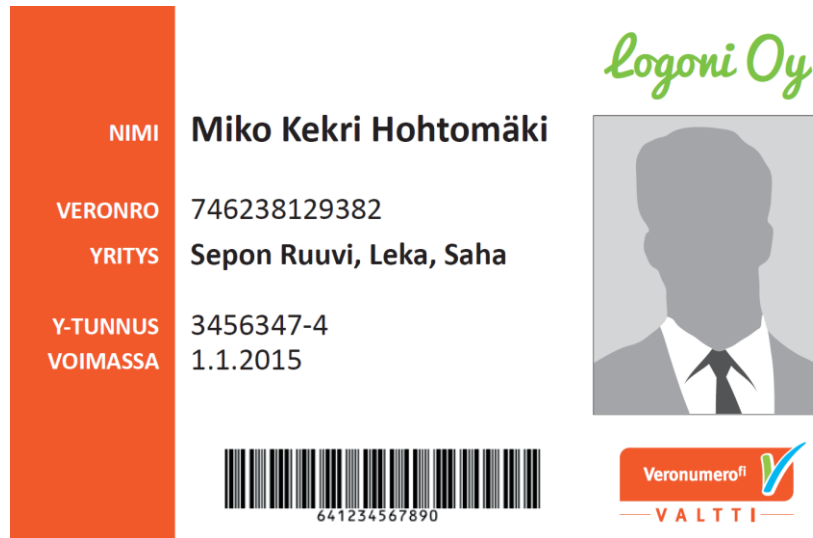 Logoni Oy
NIMI Miko Kekri Hohtomäki
VERONRO 746238129382
YRITYS Sepon Ruuvi, Leka, Saha
Y-TUNNUS 3456347-4
VOIMASSA 1.1.2015
641234567890
Veronumero fi
VALTTI